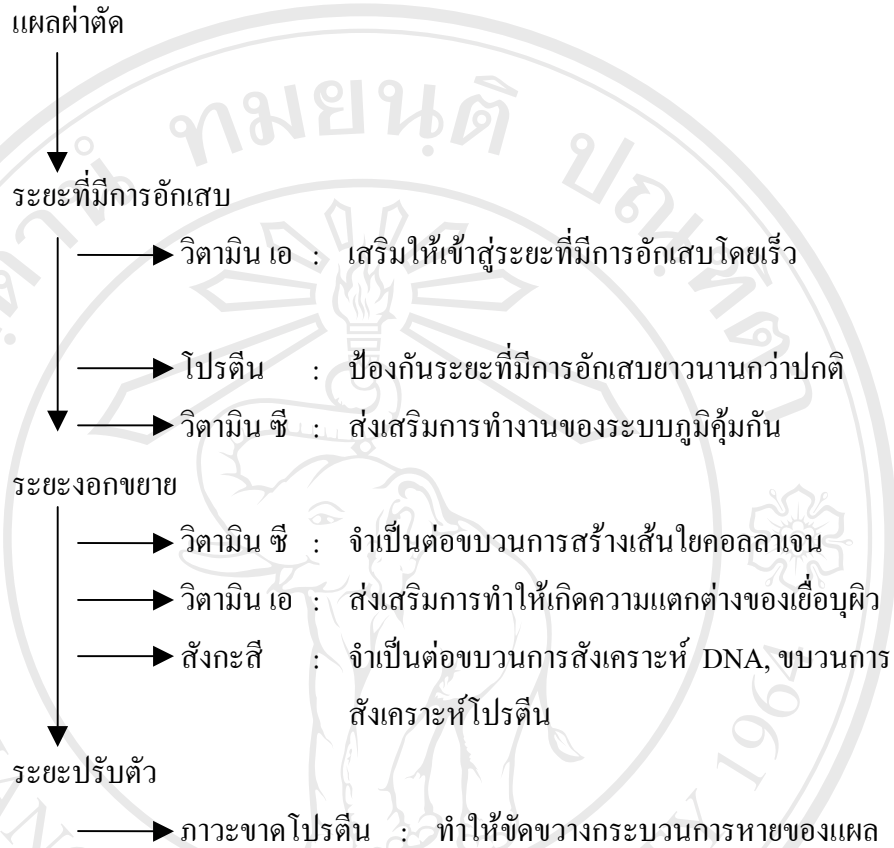 แผลผ่าตัด
ระยะที่มีการอักเสบ
วิตามิน เอ : เสริมให้เข้าสู่ระยะที่มีการอักเสบโดยเร็ว
โปรตีน : ป้องกันระยะที่มีการอักเสบยาวนานกว่าปกติ
วิตามิน ซี : ส่งเสริมการทำงานของระบบภูมิคุ้มกัน
ระยะงอกขยาย
วิตามิน ซี : จำเป็นต่อขบวนการสร้างเส้นใยคอลลาเจน
วิตามิน เอ : ส่งเสริมการทำให้เกิดความแตกต่างของเยื่อบุผิว
สังกะสี : จำเป็นต่อขบวนการสังเคราะห์ DNA, ขบวนการ
สังเคราะห์โปรตีน
ระยะปรับตัว
ภาวะขาดโปรตีน : ทำให้ขัดขวางกระบวนการหายของแผล